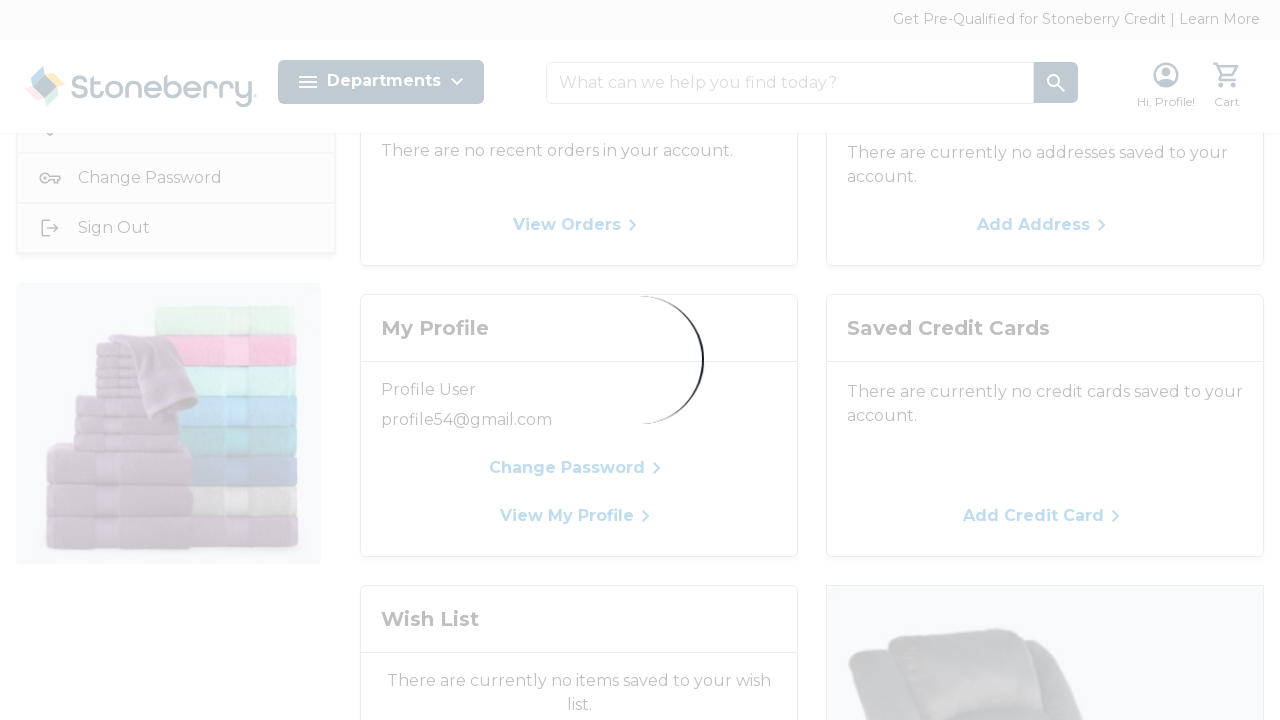 Get Pre-Qualified for Stoneberry Credit | Learn More
Stoneberry
Departments
What can we help you find today?
Hi, Profile!
Cart
Change Password
Sign Out
There are no recent orders in your account.
View Orders
There are currently no addresses saved to your
account.
Add Address
My Profile
Profile User
profile54@gmail.com
Change Password
View My Profile
Saved Credit Cards
There are currently no credit cards saved to your
account.
Add Credit Card
Wish List
There are currently no items saved to your wish
list.